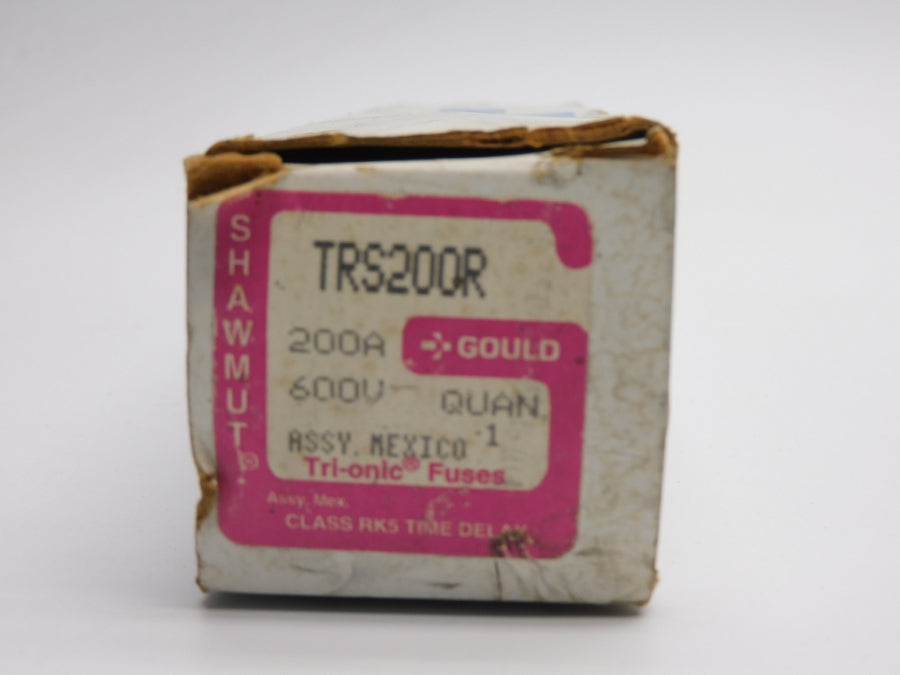 SHAWMUT®
TRS200R
200A
GOULD
600V
QUAN
1
ASSY. MEXICO
Tri-onic® Fuses
Assy. Mex.
CLASS RK5 TIME DELAY